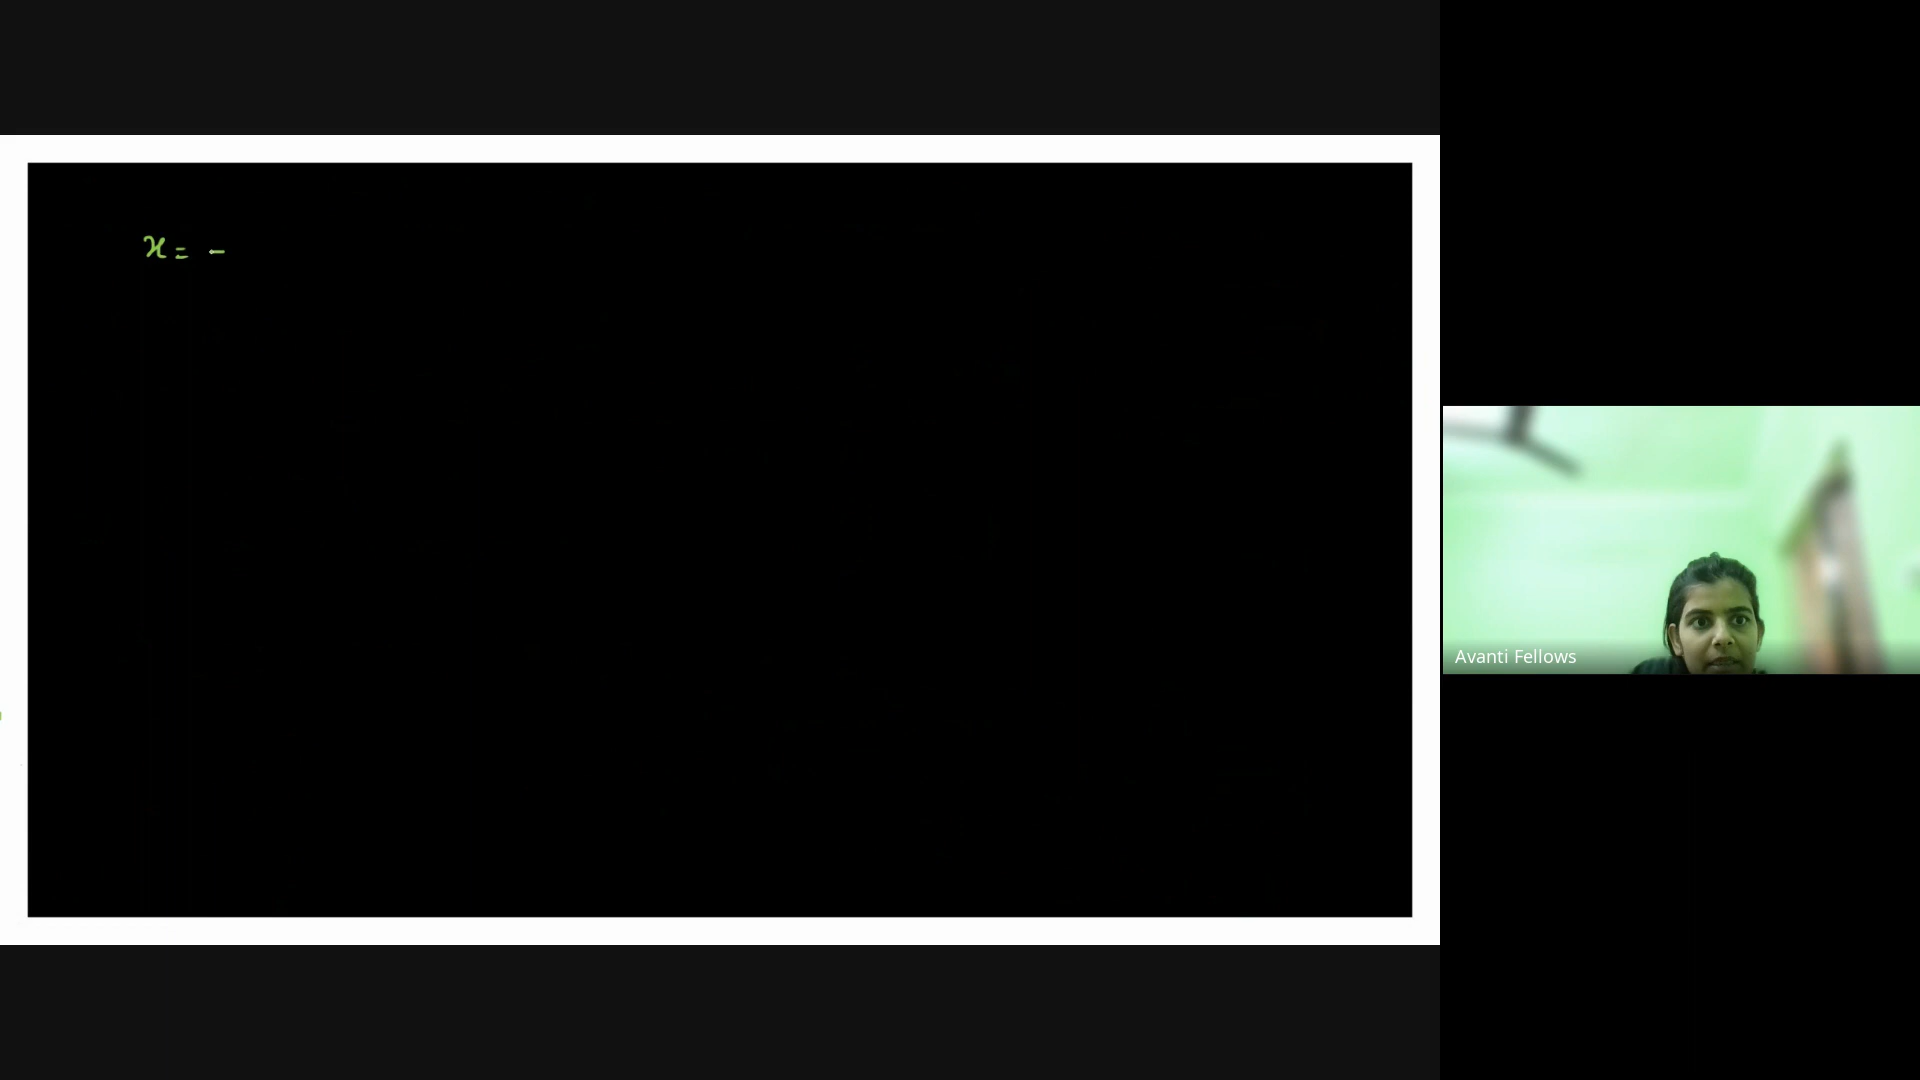 x = -
Avanti Fellows